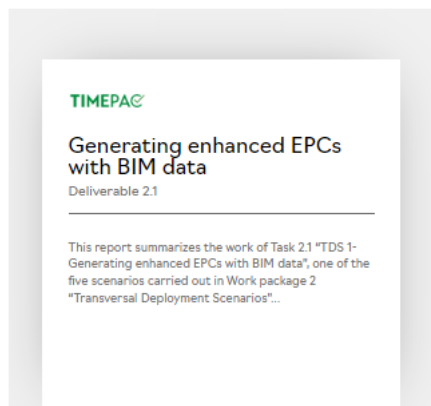 TIMEPAC
Generating enhanced EPCs
with BIM data
Deliverable 2.1
This report summarizes the work of Task 2.1 "TDS 1-
Generating enhanced EPCs with BIM data", one of the
five scenarios carried out in Work package 2
"Transversal Deployment Scenarios"...